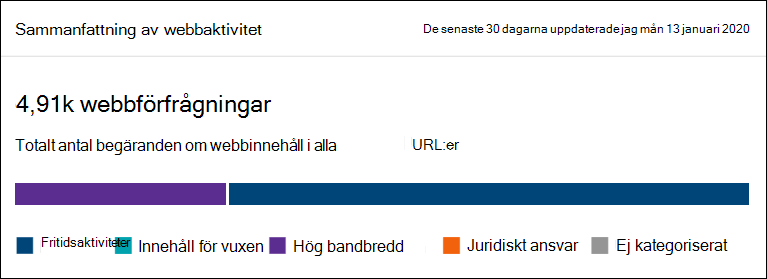 Sammanfattning av webbaktivitet De senaste 30 dagarna uppdaterade jag mån 13 januari 2020
4,91k webbförfrågningar
Totalt antal begäranden om webbinnehåll i alla URL:er
Fritidsaktiviteter Innehåll för vuxen Hög bandbredd Juridiskt ansvar Ej kategoriserat